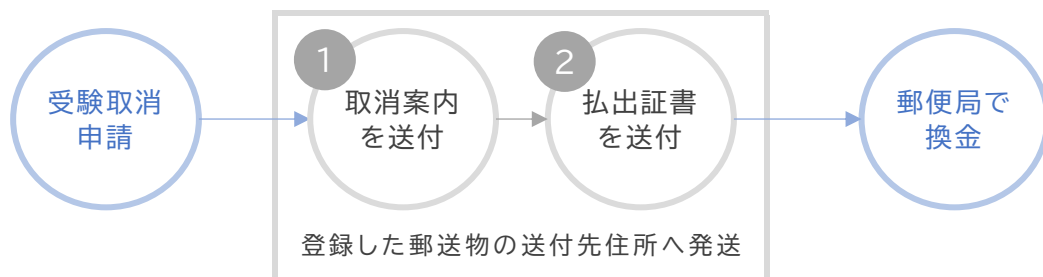 受験取消
申請
1
取消案内
を送付
2
払出証書
を送付
郵便局で
換金
登録した郵送物の送付先住所へ発送